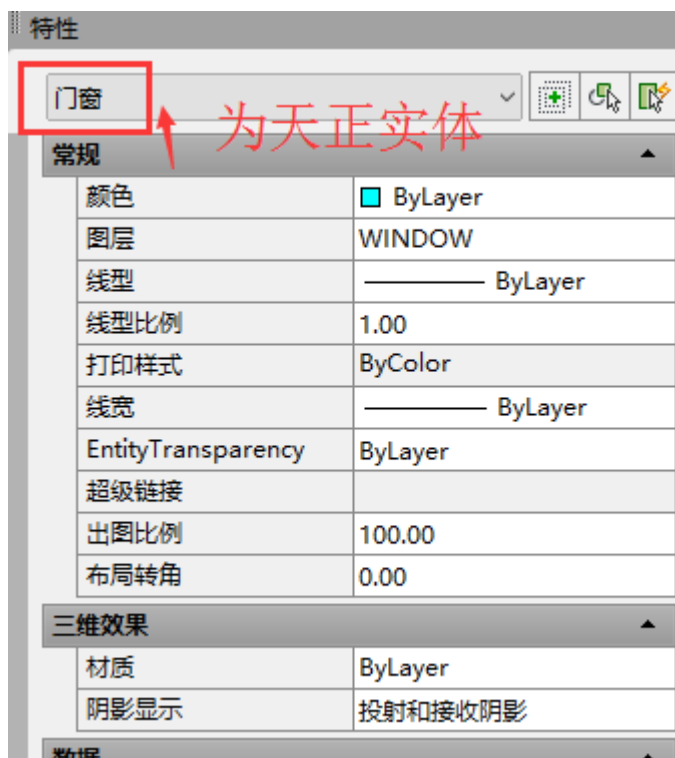 特性
门窗
为天正实体
常规
颜色 ByLayer
图层 WINDOW
线型 ByLayer
线型比例 1.00
打印样式 ByColor
线宽 ByLayer
EntityTransparency ByLayer
超级链接
出图比例 100.00
布局转角 0.00
三维效果
材质 ByLayer
阴影显示 投射和接收阴影
数据